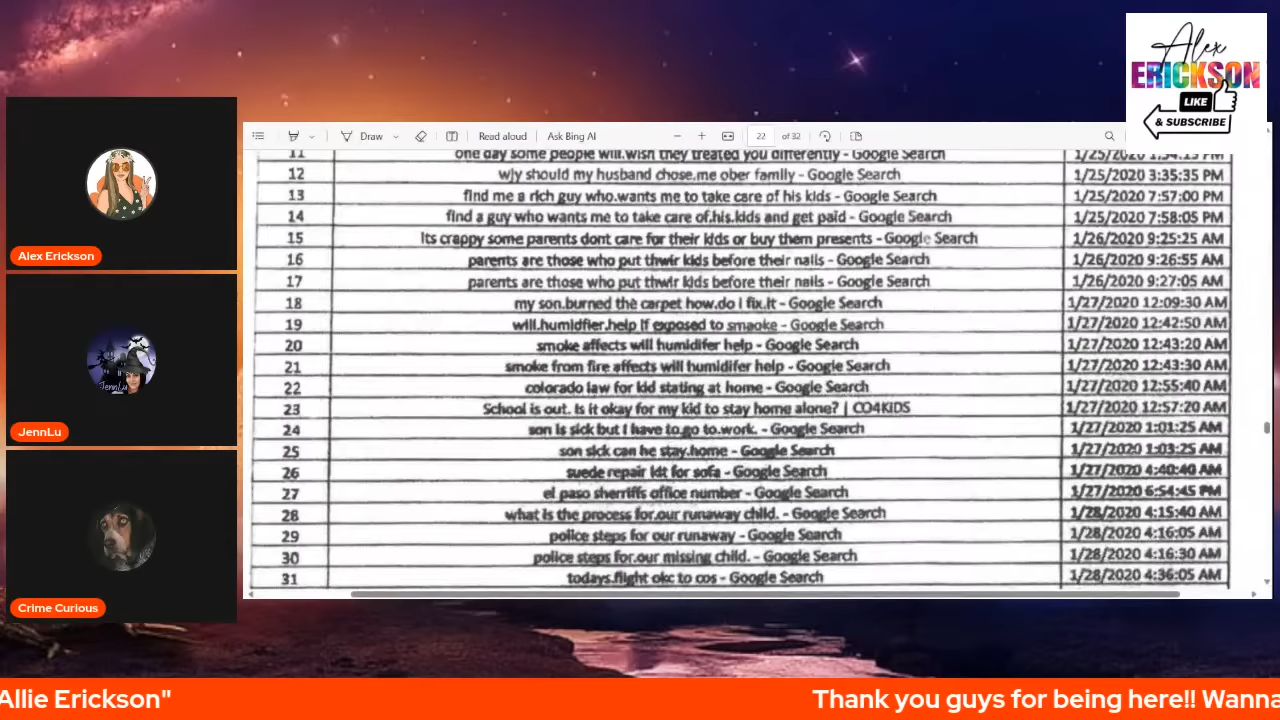 Alex
ERICKSON
LIKE
& SUBSCRIBE
Draw
Read aloud
Ask Bing AI
22 of 32
11 one day some people will.wish they treated you differently - Google Search 1/25/2020 1:34:15 PM
12 wjy should my husband chose.me ober family - Google Search 1/25/2020 3:35:35 PM
13 find me a rich guy who.wants me to take care of his kids - Google Search 1/25/2020 7:57:00 PM
14 find a guy who wants me to take care of.his.kids and get paid - Google Search 1/25/2020 7:58:05 PM
15 Its crappy some parents dont care for their kids or buy them presents - Google Search 1/26/2020 9:25:25 AM
16 parents are those who put thwir kids before their nails - Google Search 1/26/2020 9:26:55 AM
17 parents are those who put thwir kids before their nails - Google Search 1/26/2020 9:27:05 AM
18 my son.burned the carpet how.do i fix.it - Google Search 1/27/2020 12:09:30 AM
19 will.humidfier.help if exposed to smaoke - Google Search 1/27/2020 12:42:50 AM
20 smoke affects will humidifer help - Google Search 1/27/2020 12:43:20 AM
21 smoke from fire affects will humidifer help - Google Search 1/27/2020 12:43:30 AM
22 colorado law for kid stating at home - Google Search 1/27/2020 12:55:40 AM
23 School is out. Is it okay for my kid to stay home alone? | CO4KIDS 1/27/2020 12:57:20 AM
24 son is sick but i have to.go to.work. - Google Search 1/27/2020 1:01:25 AM
25 son sick can he stay.home - Google Search 1/27/2020 1:03:25 AM
26 suede repair kit for sofa - Google Search 1/27/2020 4:40:40 AM
27 el paso sherriffs office number - Google Search 1/27/2020 6:54:45 PM
28 what is the process for.our runaway child. - Google Search 1/28/2020 4:15:40 AM
29 police steps for our runaway - Google Search 1/28/2020 4:16:05 AM
30 police steps for.our missing child. - Google Search 1/28/2020 4:16:30 AM
31 todays.flight okc to cos - Google Search 1/28/2020 4:36:05 AM
Alex Erickson
JennLu
JennLu
Crime Curious
Allie Erickson" Thank you guys for being here!! Wanna